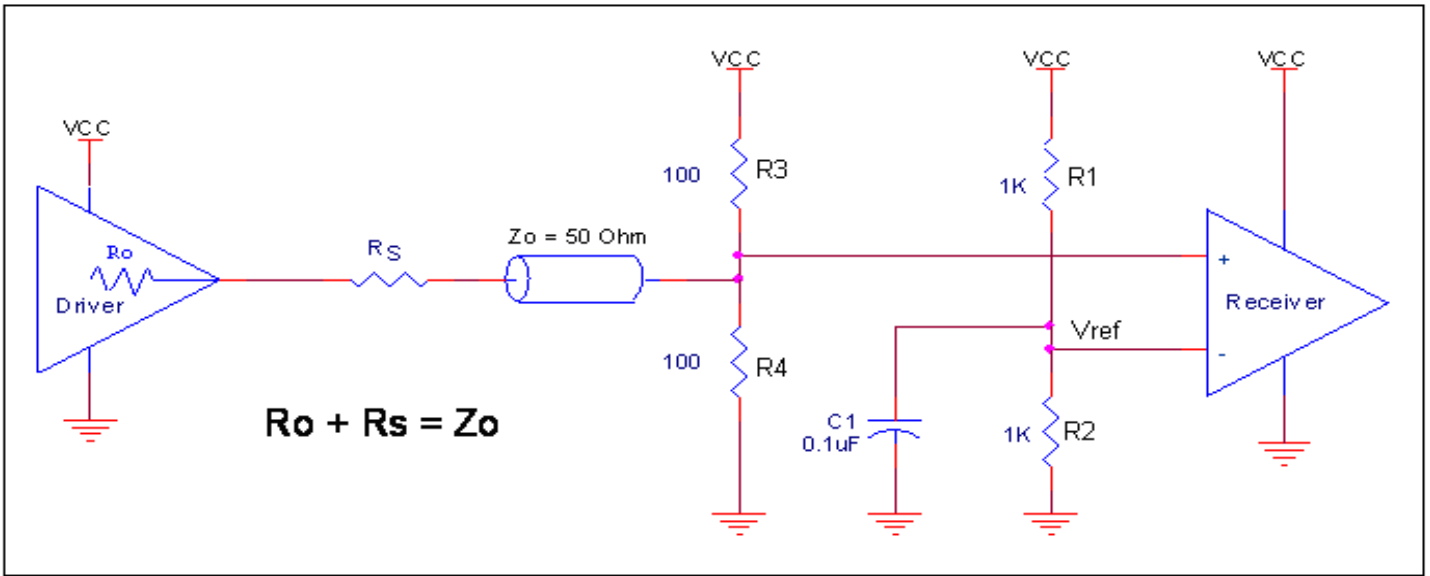 VCC
VCC
VCC
VCC
Ro
Driver
RS
Zo = 50 Ohm
100
R3
1K
R1
+
Receiver
-
Vref
100
R4
Ro + Rs = Zo
C1
0.1uF
1K
R2